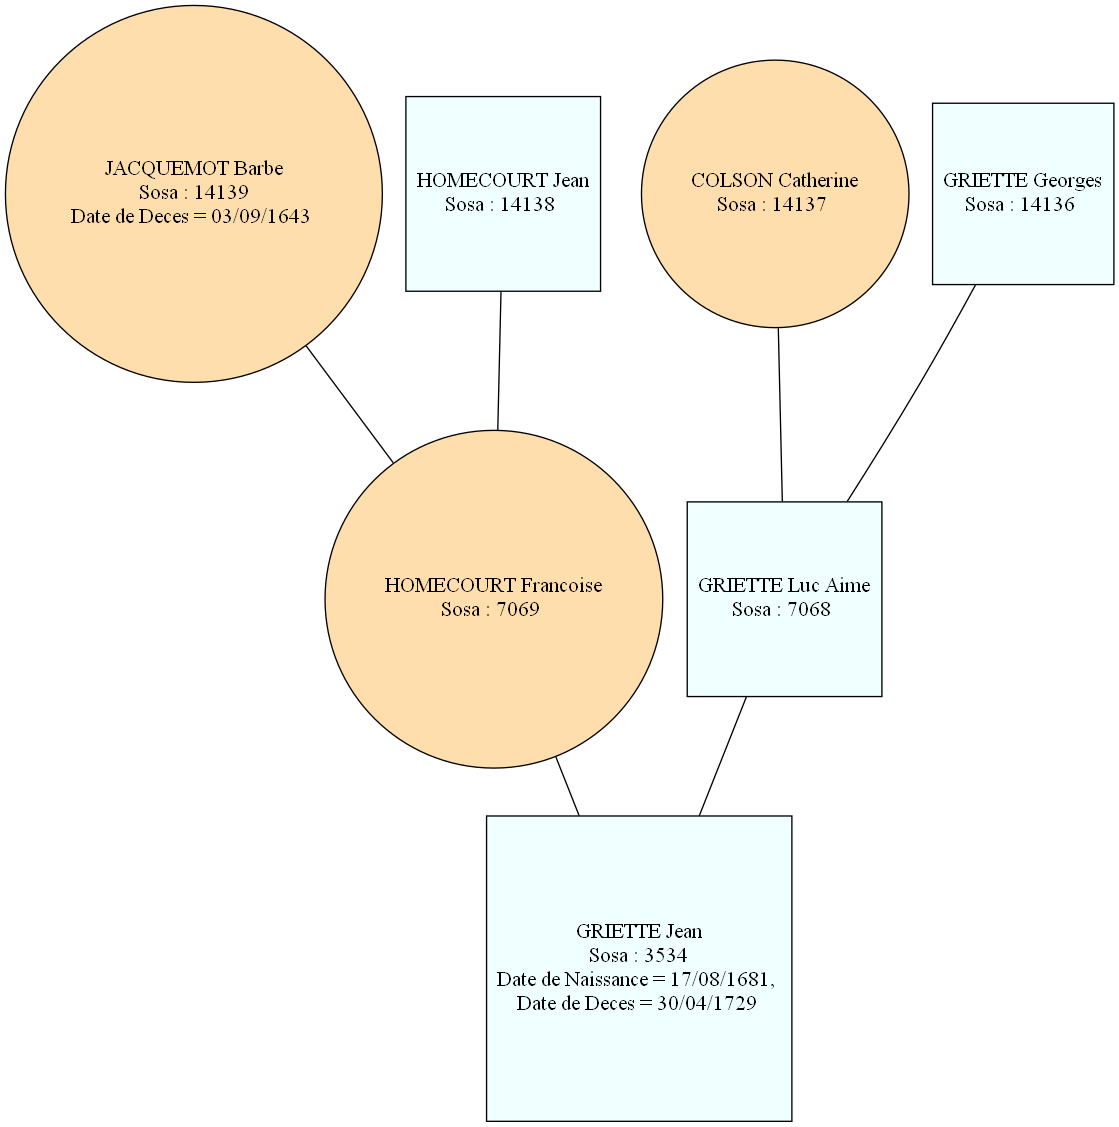 JACQUEMOT Barbe
Sosa : 14139
Date de Deces = 03/09/1643
HOMECOURT Jean
Sosa : 14138
COLSON Catherine
Sosa : 14137
GRIETTE Georges
Sosa : 14136
HOMECOURT Francoise
Sosa : 7069
GRIETTE Luc Aime
Sosa : 7068
GRIETTE Jean
Sosa : 3534
Date de Naissance = 17/08/1681,
Date de Deces = 30/04/1729